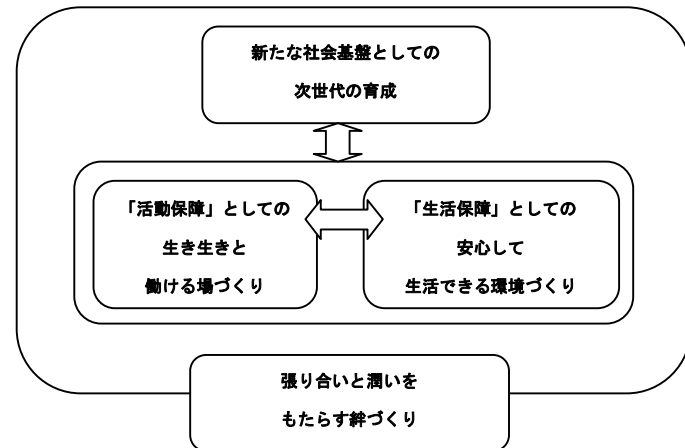 新たな社会基盤としての
次世代の育成
「活動保障」としての
生き生きと
働ける場づくり
「生活保障」としての
安心して
生活できる環境づくり
張り合いと潤いを
もたらす絆づくり